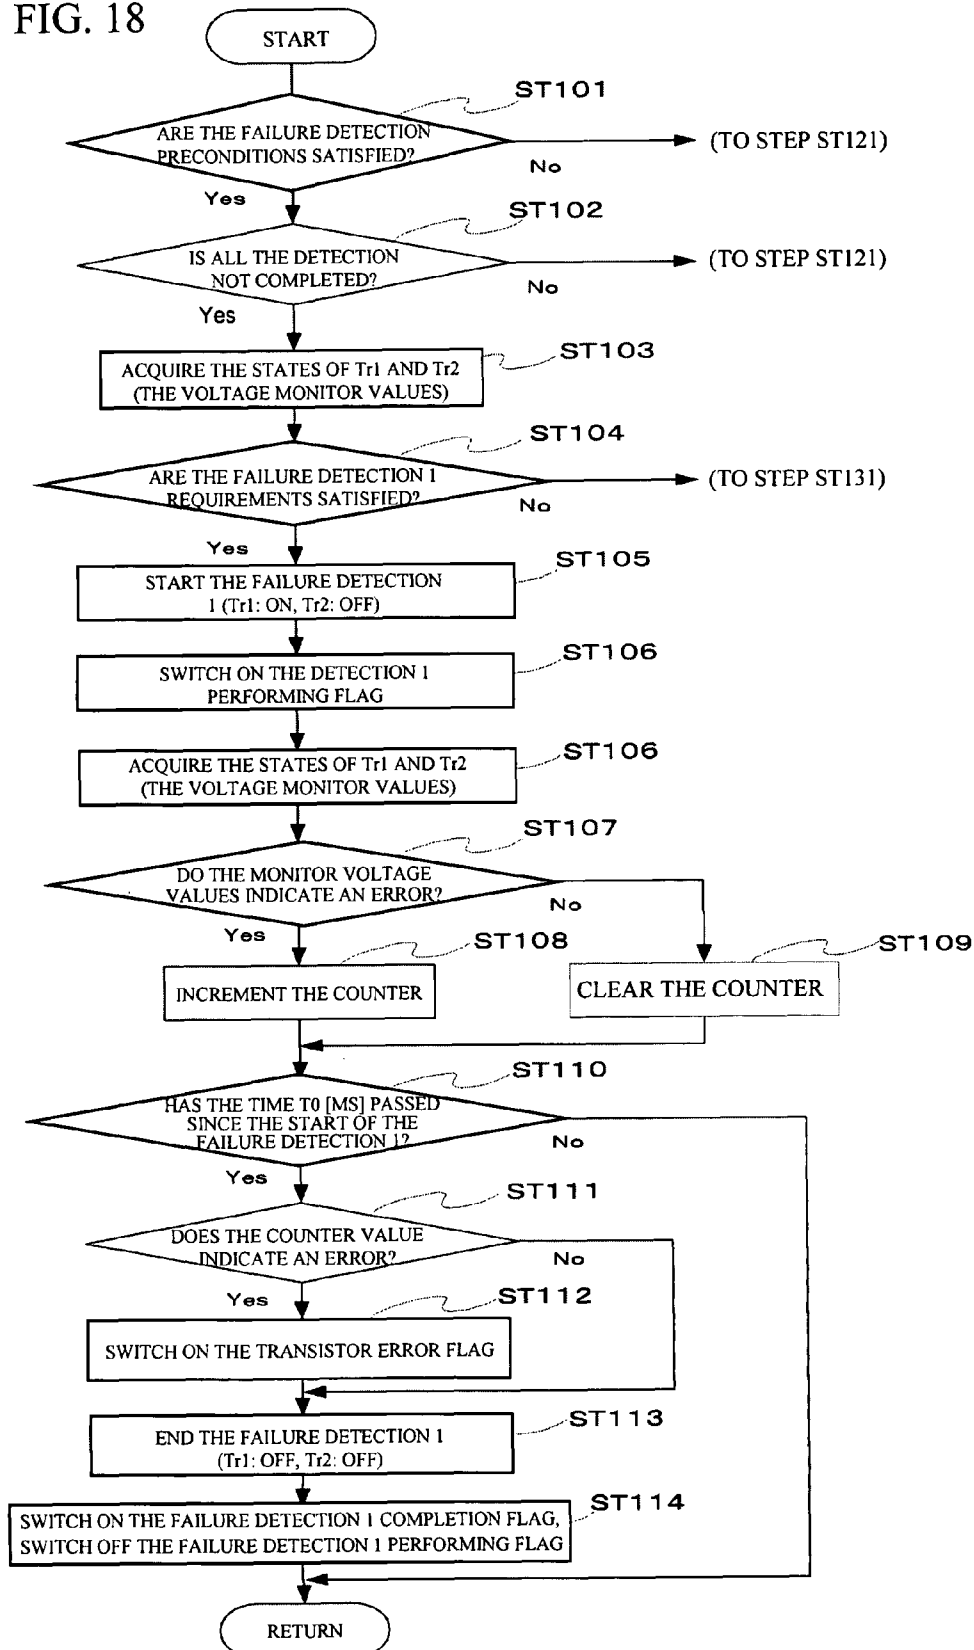 FIG. 18
START
ST101
ARE THE FAILURE DETECTION
PRECONDITIONS SATISFIED?
(TO STEP ST121)
No
Yes
ST102
IS ALL THE DETECTION
NOT COMPLETED?
(TO STEP ST121)
No
Yes
ST103
ACQUIRE THE STATES OF Tr1 AND Tr2
(THE VOLTAGE MONITOR VALUES)
ST104
ARE THE FAILURE DETECTION 1
REQUIREMENTS SATISFIED?
(TO STEP ST131)
No
Yes
ST105
START THE FAILURE DETECTION
1 (Tr1: ON, Tr2: OFF)
ST106
SWITCH ON THE DETECTION 1
PERFORMING FLAG
ST106
ACQUIRE THE STATES OF Tr1 AND Tr2
(THE VOLTAGE MONITOR VALUES)
ST107
DO THE MONITOR VOLTAGE
VALUES INDICATE AN ERROR?
No
Yes
ST108
ST109
INCREMENT THE COUNTER
CLEAR THE COUNTER
ST110
HAS THE TIME T0 [MS] PASSED
SINCE THE START OF THE
FAILURE DETECTION 1?
No
Yes
ST111
DOES THE COUNTER VALUE
INDICATE AN ERROR?
No
Yes
ST112
SWITCH ON THE TRANSISTOR ERROR FLAG
ST113
END THE FAILURE DETECTION 1
(Tr1: OFF, Tr2: OFF)
ST114
SWITCH ON THE FAILURE DETECTION 1 COMPLETION FLAG,
SWITCH OFF THE FAILURE DETECTION 1 PERFORMING FLAG
RETURN